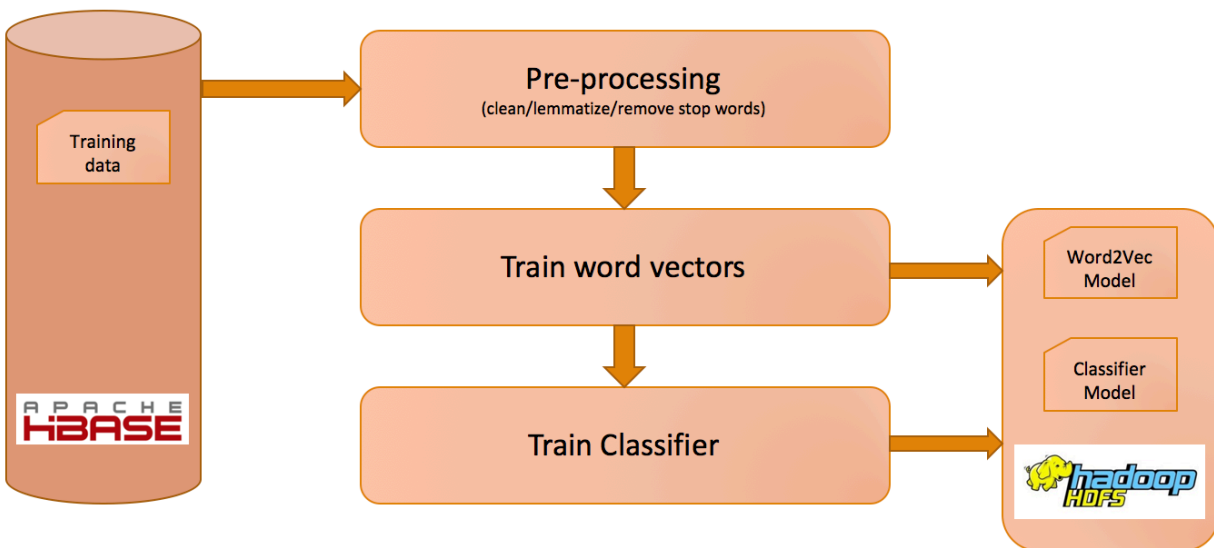 Training
data
APACHE
HBASE
Pre-processing
(clean/lemmatize/remove stop words)
Train word vectors
Train Classifier
Word2Vec
Model
Classifier
Model
hadoop
HDFS